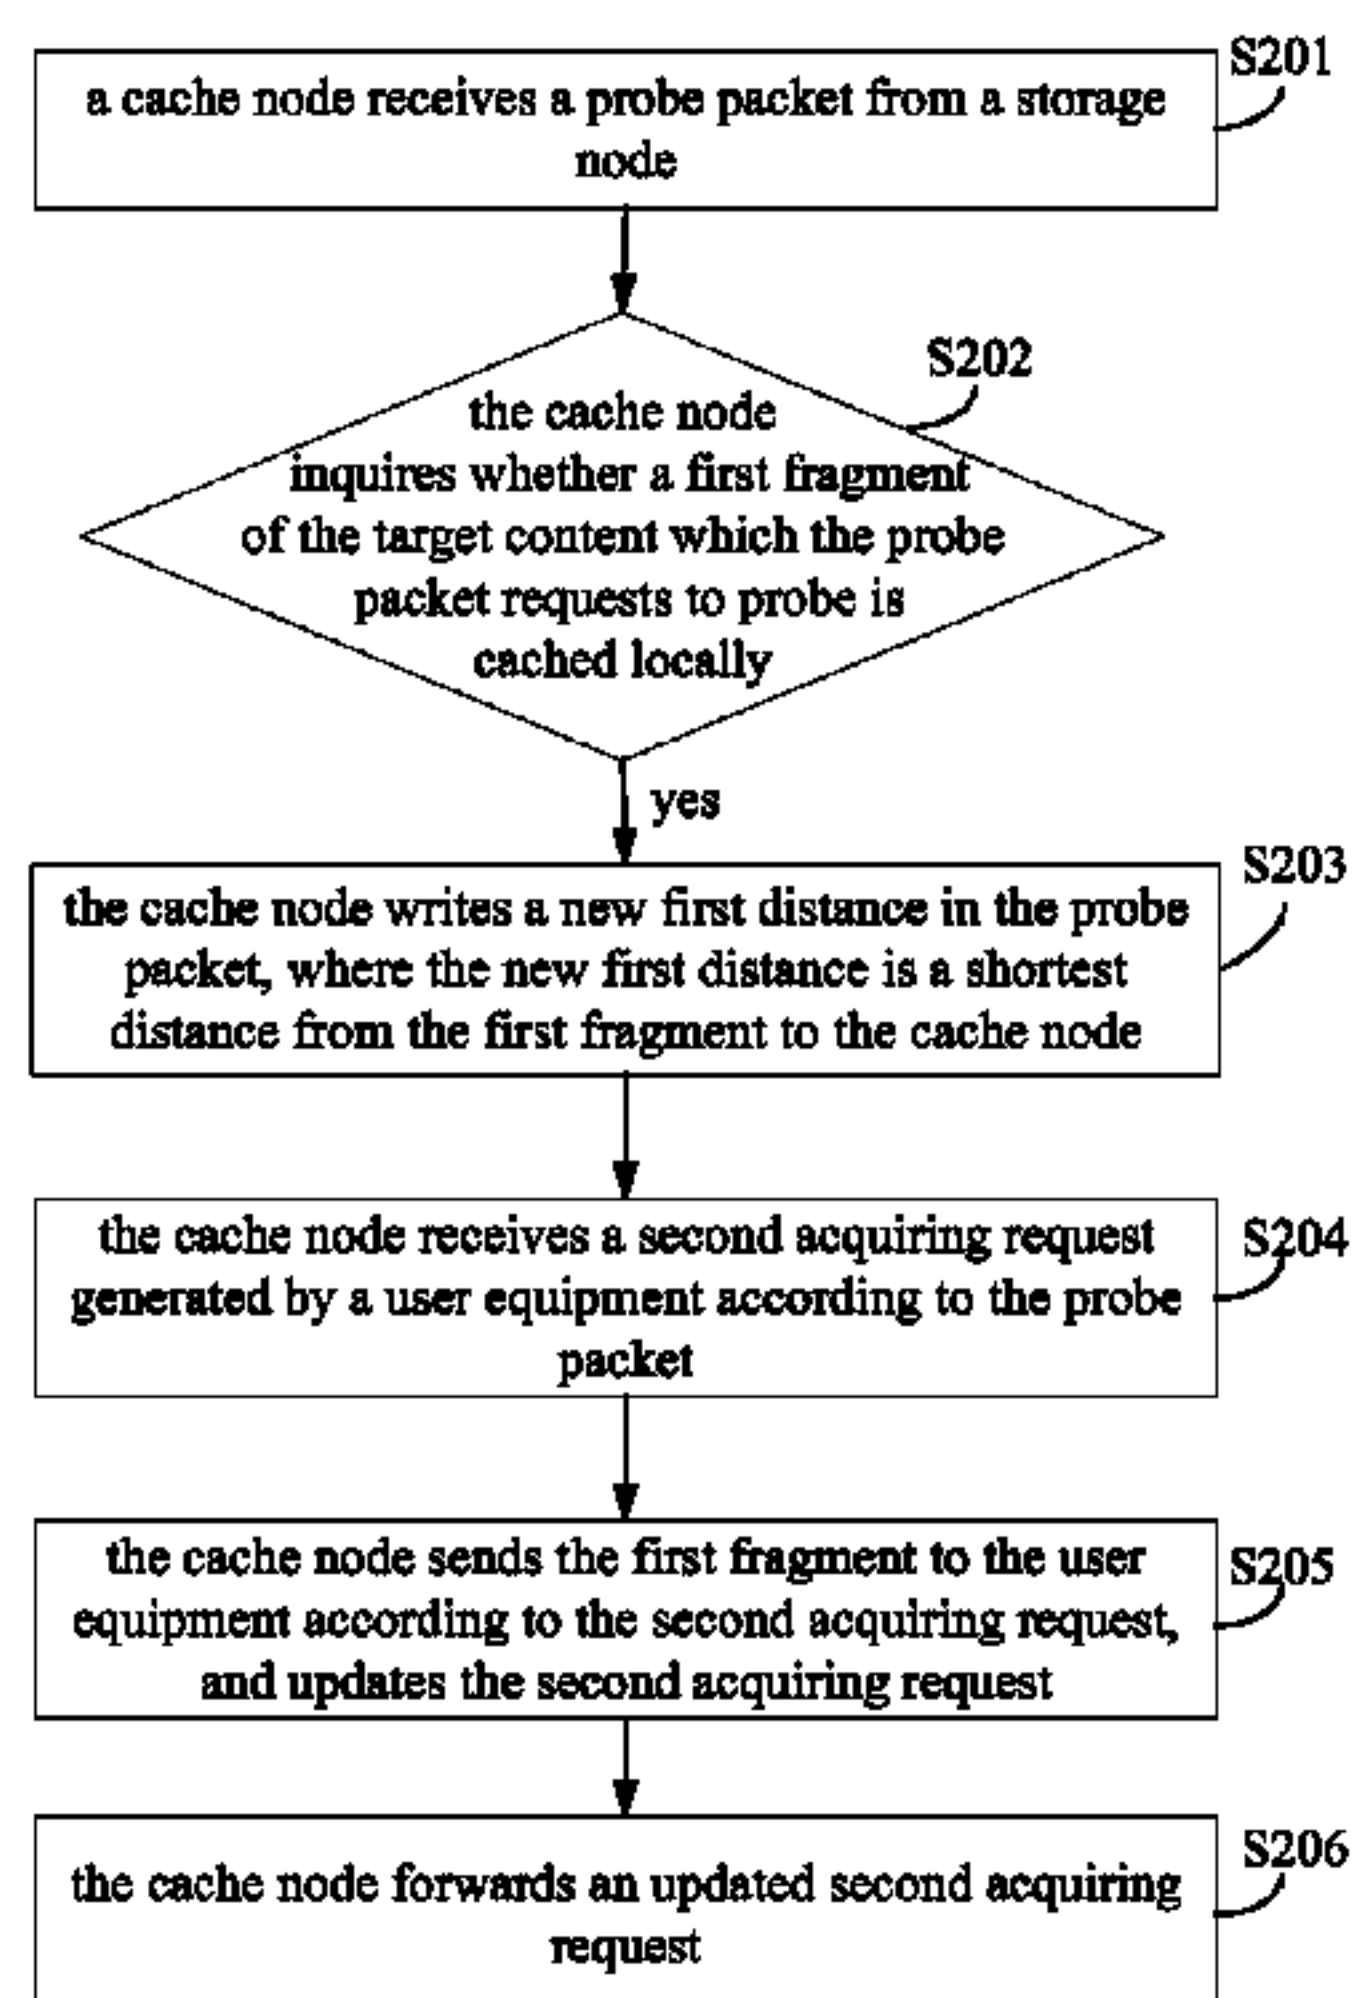 S201
a cache node receives a probe packet from a storage
node
S202
the cache node
inquires whether a first fragment
of the target content which the probe
packet requests to probe is
cached locally
yes
S203
the cache node writes a new first distance in the probe
packet, where the new first distance is a shortest
distance from the first fragment to the cache node
the cache node receives a second acquiring request
S204
generated by a user equipment according to the probe
packet
the cache node sends the first fragment to the user
S205
equipment according to the second acquiring request,
and updates the second acquiring request
S206
the cache node forwards an updated second acquiring
request